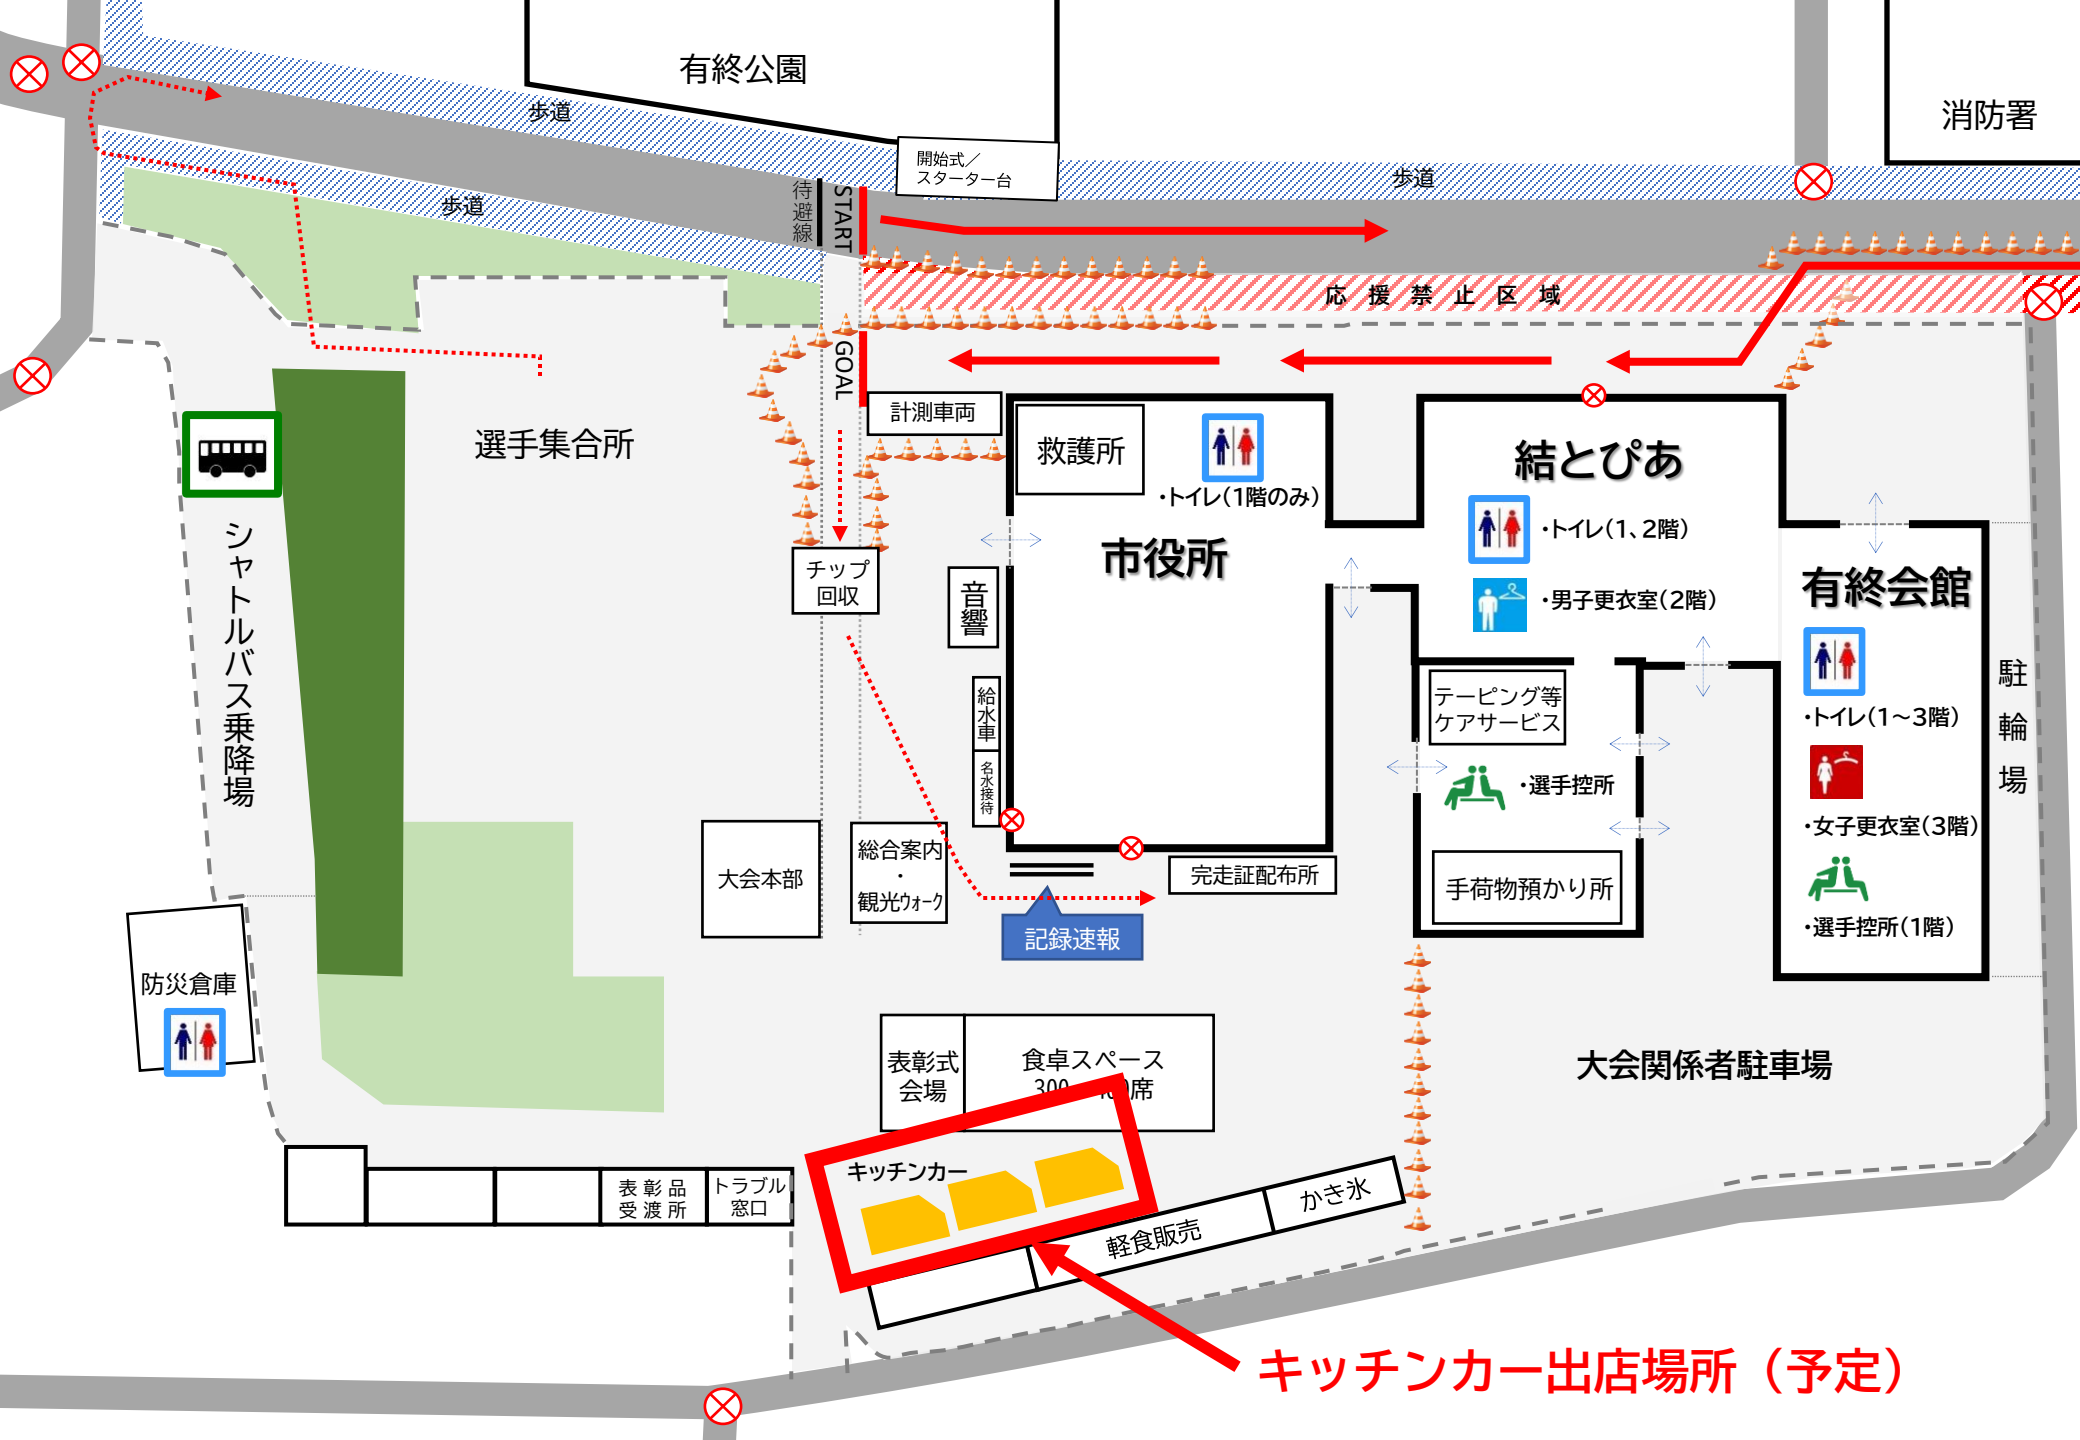 有終公園
消防署
歩道
開始式／
スターター台
歩道
歩道
待避線
START
応援禁止区域
GOAL
計測車両
救護所
・トイレ(1階のみ)
市役所
結とぴあ
・トイレ(1、2階)
・男子更衣室(2階)
有終会館
・トイレ(1～3階)
・女子更衣室(3階)
・選手控所(1階)
駐輪場
選手集合所
シャトルバス乗降場
チップ
回収
音響
給水車
名水接待
テーピング等
ケアサービス
・選手控所
手荷物預かり所
大会本部
総合案内
・
観光ウォーク
完走証配布所
記録速報
防災倉庫
表彰式
会場
食卓スペース
席
大会関係者駐車場
キッチンカー
表彰品
受渡所
トラブル
窓口
軽食販売
かき氷
キッチンカー出店場所（予定）